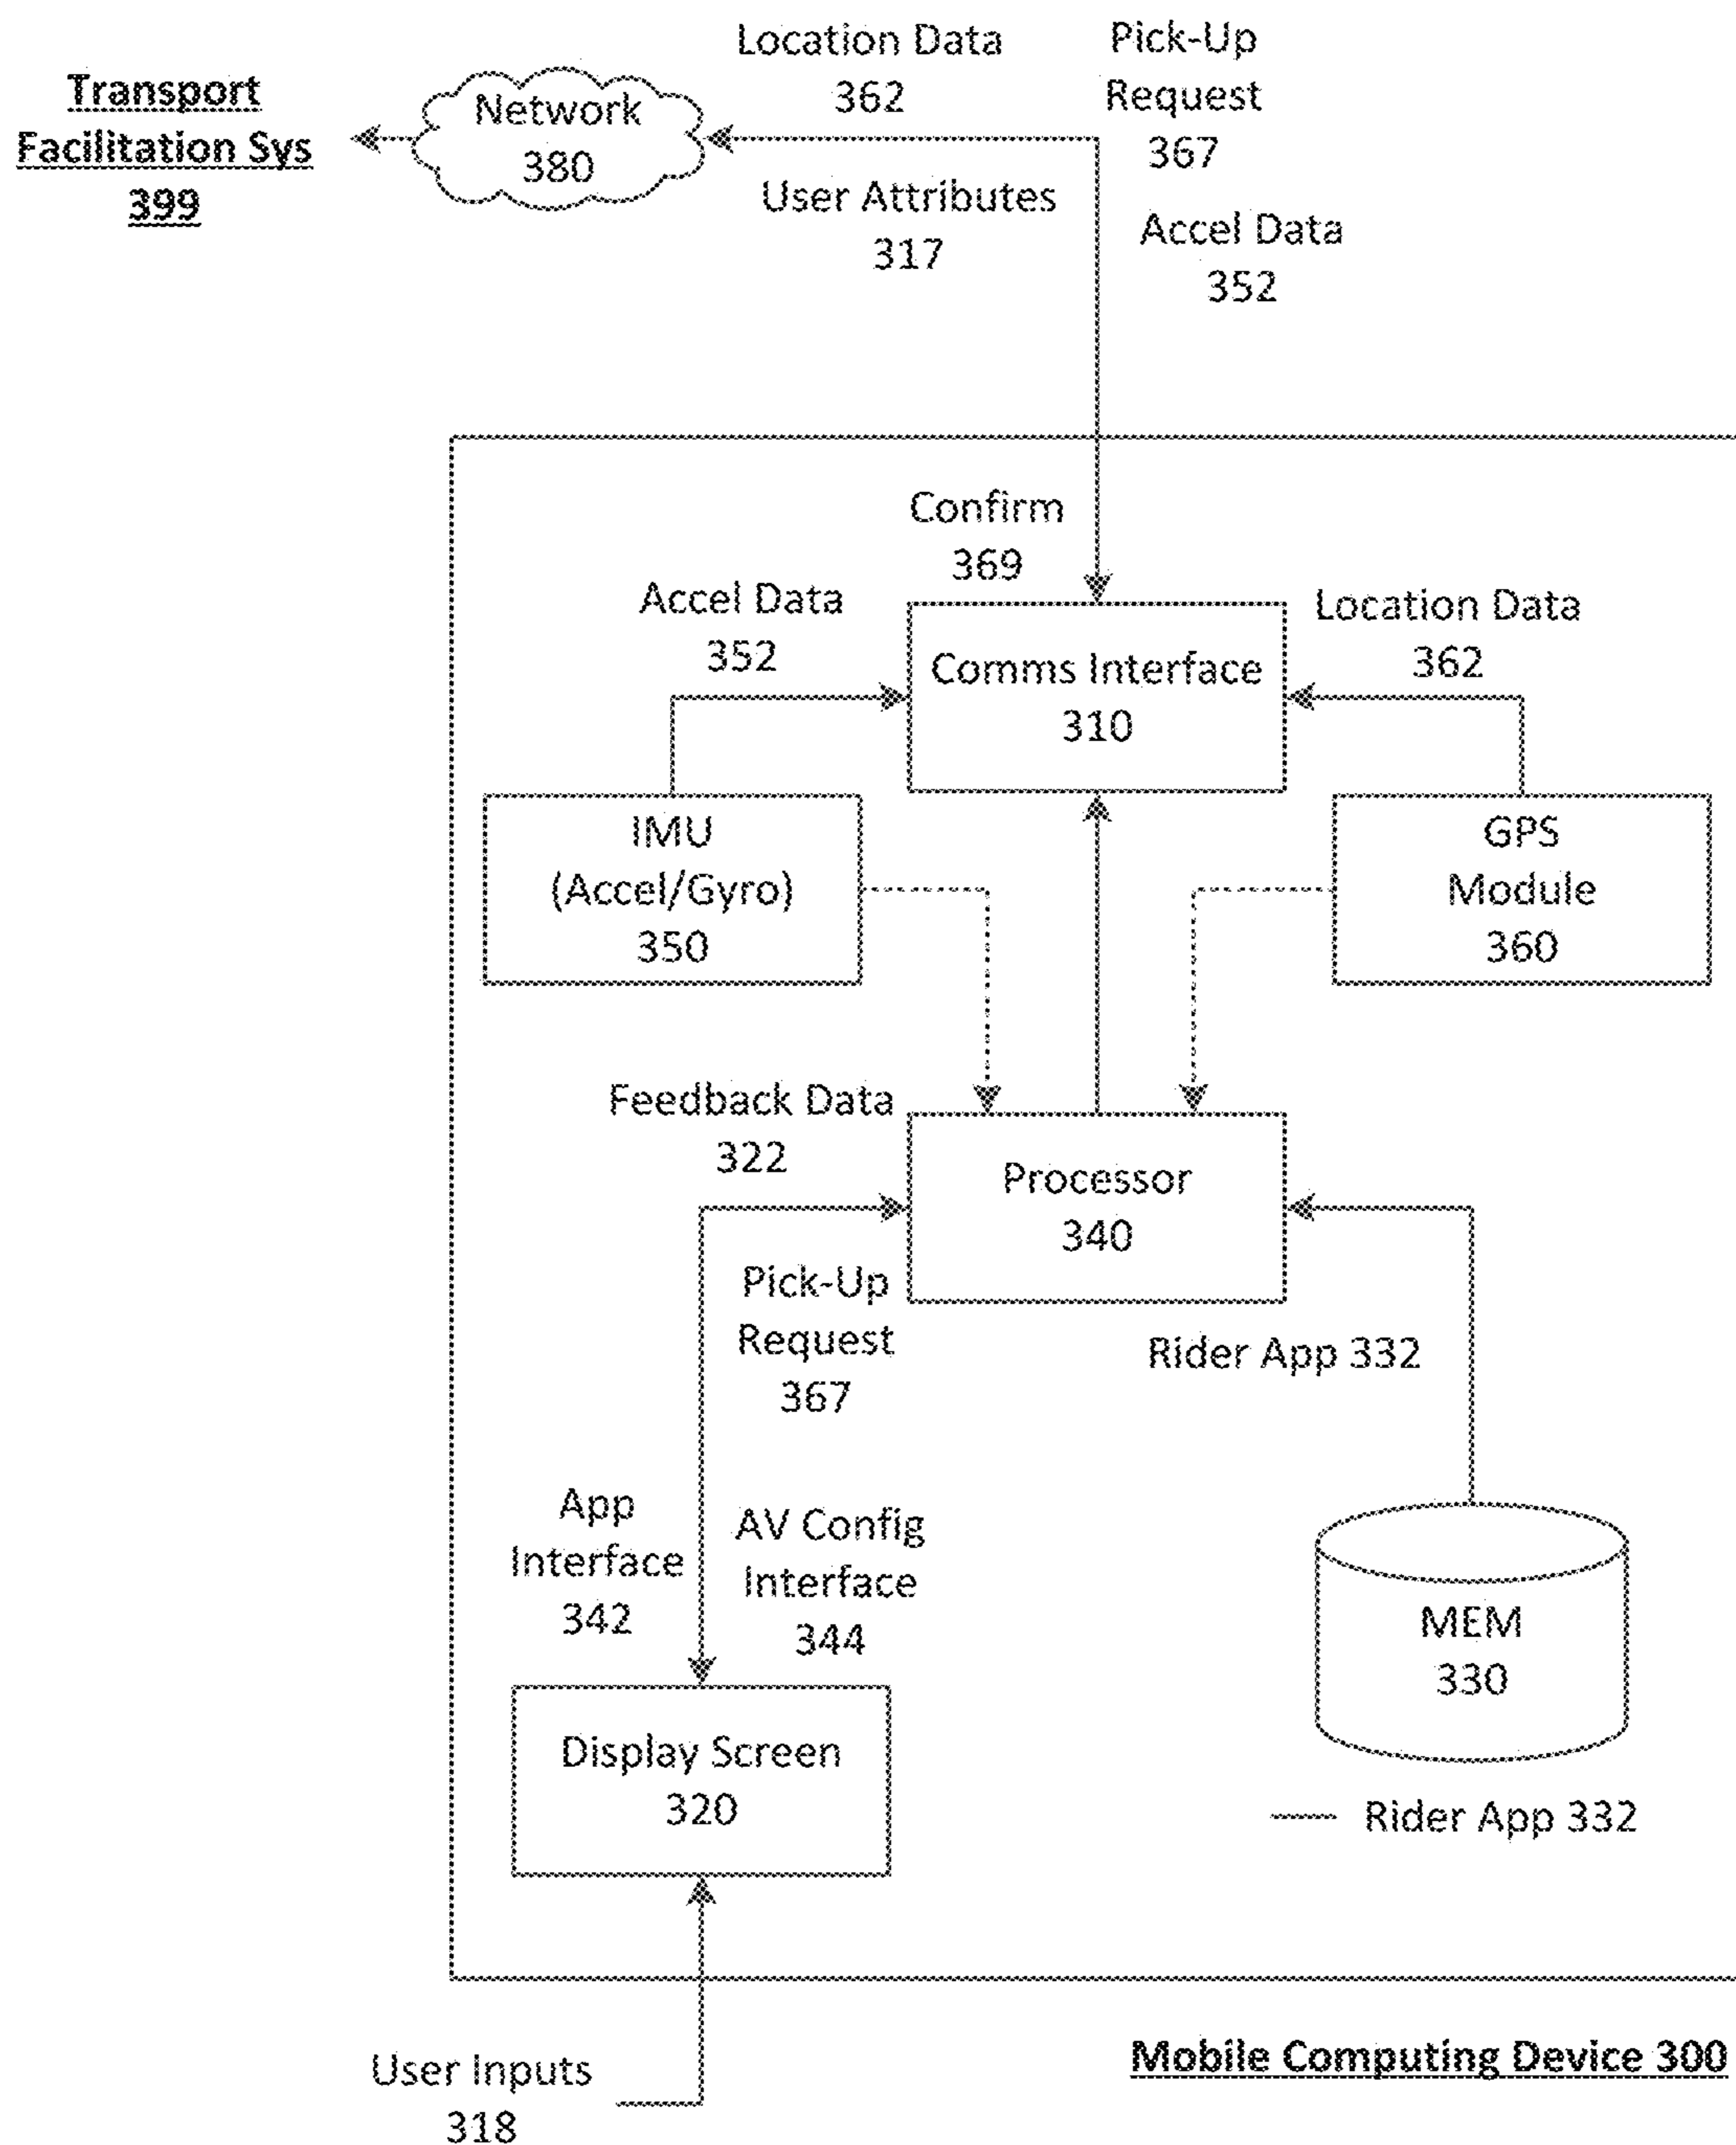 Transport
Facilitation Sys
399
Network
380
Location Data
362
Pick-Up
Request
367
User Attributes
317
Accel Data
352
Confirm
369
Accel Data
352
Comms Interface
310
Location Data
362
IMU
(Accel/Gyro)
350
GPS
Module
360
Feedback Data
322
Processor
340
Pick-Up
Request
367
Rider App 332
App
Interface
342
AV Config
Interface
344
MEM
330
Display Screen
320
Rider App 332
Mobile Computing Device 300
User Inputs
318